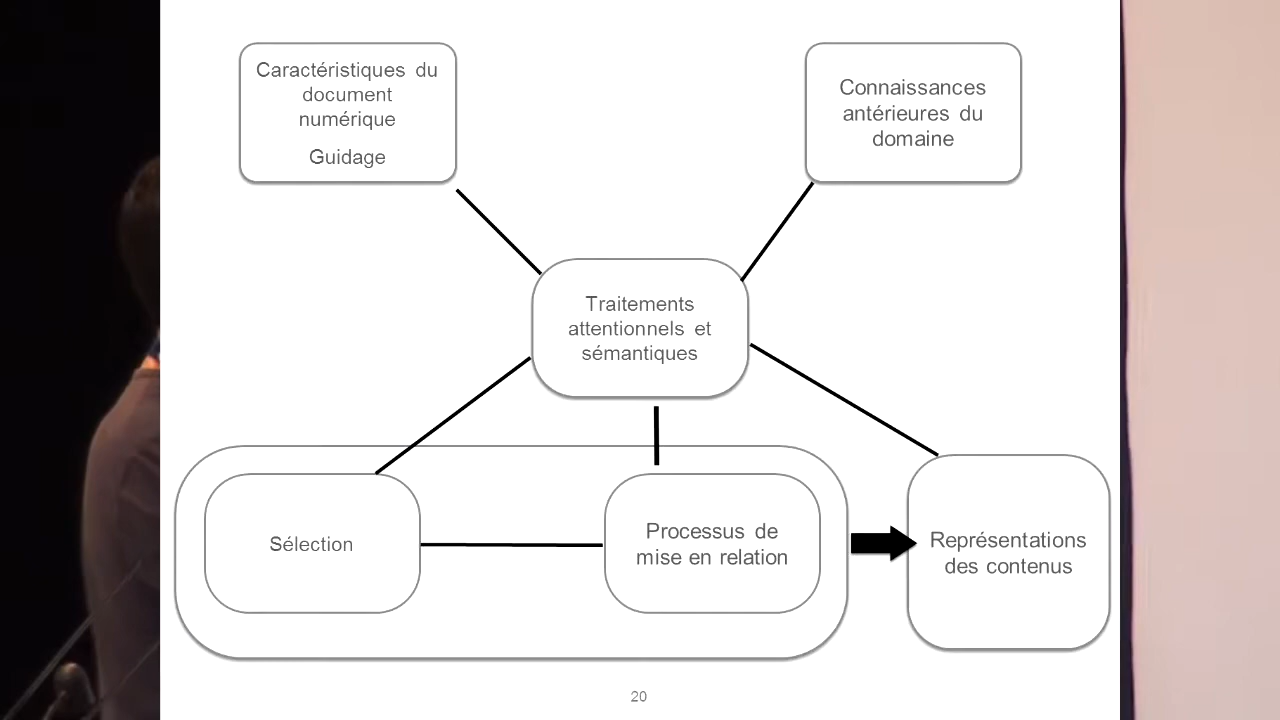 Caractéristiques du
document
numérique
Guidage
Connaissances
antérieures du
domaine
Traitements
attentionnels et
sémantiques
Sélection
Processus de
mise en relation
Représentations
des contenus
20